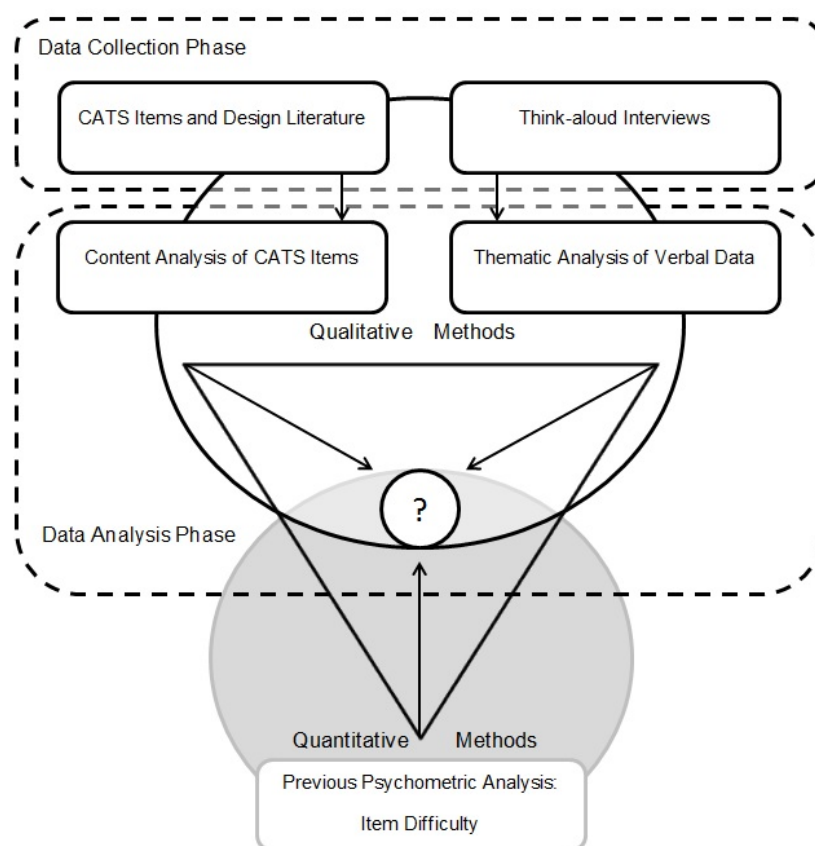 Data Collection Phase
CATS Items and Design Literature
Think-aloud Interviews
Content Analysis of CATS Items
Thematic Analysis of Verbal Data
Qualitative Methods
?
Data Analysis Phase
Quantitative Methods
Previous Psychometric Analysis:
Item Difficulty